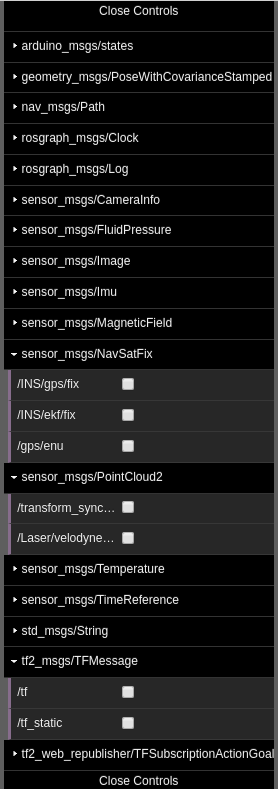 Close Controls
arduino_msgs/states
geometry_msgs/PoseWithCovarianceStamped
nav_msgs/Path
rosgraph_msgs/Clock
rosgraph_msgs/Log
sensor_msgs/CameraInfo
sensor_msgs/FluidPressure
sensor_msgs/Image
sensor_msgs/Imu
sensor_msgs/MagneticField
sensor_msgs/NavSatFix
/INS/gps/fix
/INS/ekf/fix
/gps/enu
sensor_msgs/PointCloud2
/transform_sync...
/Laser/velodyne...
sensor_msgs/Temperature
sensor_msgs/TimeReference
std_msgs/String
tf2_msgs/TFMessage
/tf
/tf_static
tf2_web_republisher/TFSubscriptionActionGoal
Close Controls